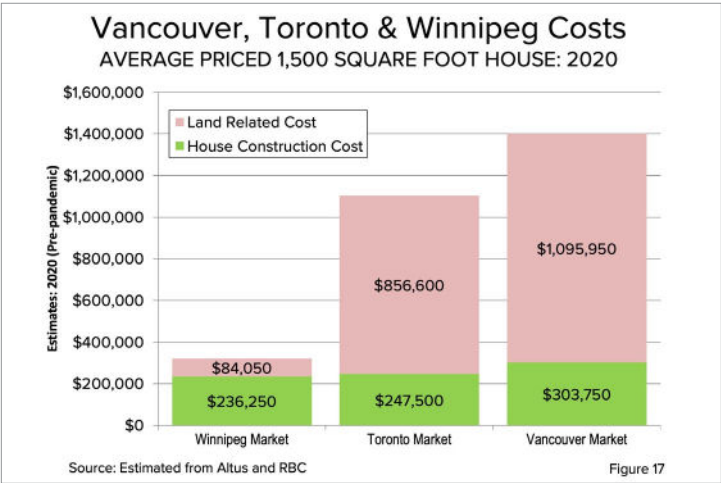 Vancouver, Toronto & Winnipeg Costs
AVERAGE PRICED 1,500 SQUARE FOOT HOUSE: 2020
Estimates: 2020 (Pre-pandemic)
$1,600,000
$1,400,000
$1,200,000
$1,000,000
$800,000
$600,000
$400,000
$200,000
$0
Land Related Cost
House Construction Cost
$84,050
$236,250
$856,600
$247,500
$1,095,950
$303,750
Winnipeg Market
Toronto Market
Vancouver Market
Source: Estimated from Altus and RBC
Figure 17